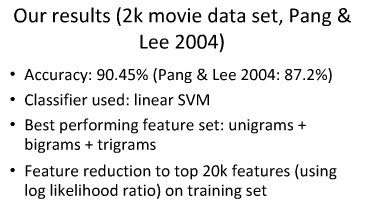 Our results (2k movie data set, Pang &
Lee 2004)
• Accuracy: 90.45% (Pang & Lee 2004: 87.2%)
• Classifier used: linear SVM
• Best performing feature set: unigrams +
bigrams + trigrams
• Feature reduction to top 20k features (using
log likelihood ratio) on training set